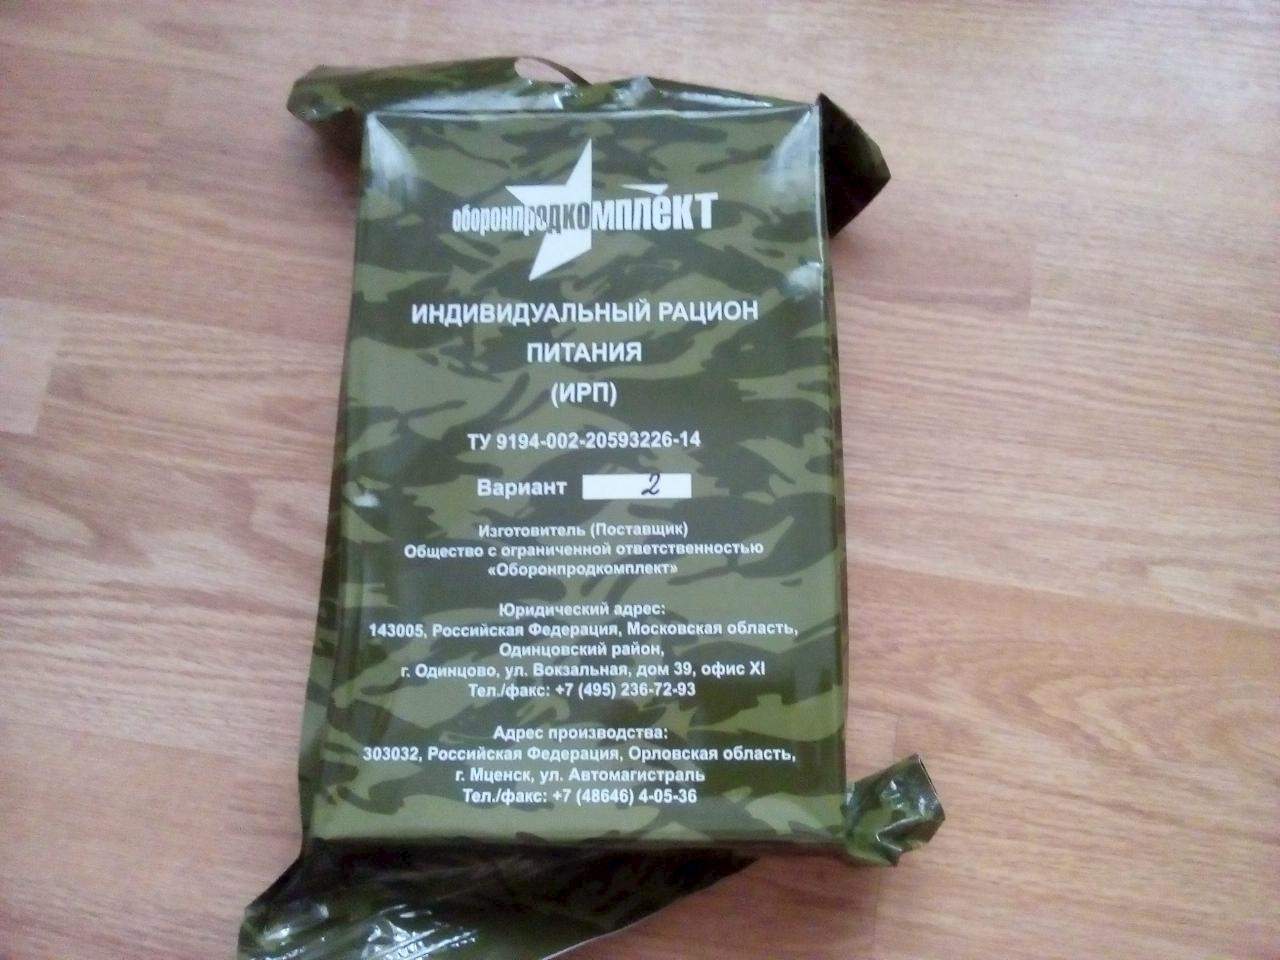 оборонпродкомплект
ИНДИВИДУАЛЬНЫЙ РАЦИОН
ПИТАНИЯ
(ИРП)
ТУ 9194-002-20593226-14
Вариант 2
Изготовитель (Поставщик)
Общество с ограниченной ответственностью
«Оборонпродкомплект»
Юридический адрес:
143005, Российская Федерация, Московская область,
Одинцовский район,
г. Одинцово, ул. Вокзальная, дом 39, офис XI
Тел./факс: +7 (495) 236-72-93
Адрес производства:
303032, Российская Федерация, Орловская область,
г. Мценск, ул. Автомагистраль
Тел./факс: +7 (48646) 4-05-36